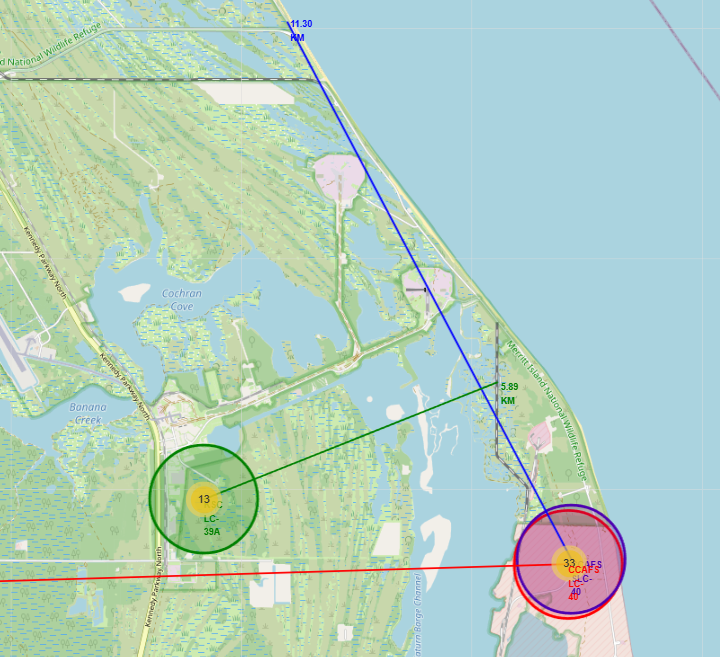 11.30
KM
d National Wildlife Refuge
Kennedy Parkway North
Cochran
Cove
Kennedy Parkway North
Banana
Creek
Merritt Island National Wildlife Refuge
5.89
KM
13
LC-
39A
33
CCAFS
LC-
40
AFS
LC-
40
Kennedy Parkway North
aturn Barge Channel